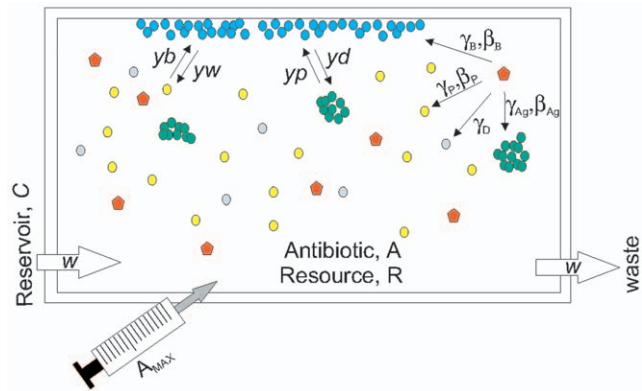 yb
yw
yp
yd
γB,βB
γP,βP
γAg,βAg
γD
Reservoir, C
w
Antibiotic, A
Resource, R
w
waste
AMAX